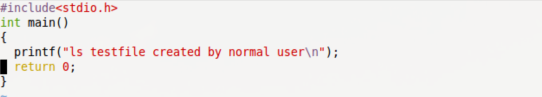 #include<stdio.h>
int main()
{
  printf("ls testfile created by normal user\n");
  return 0;
}
~